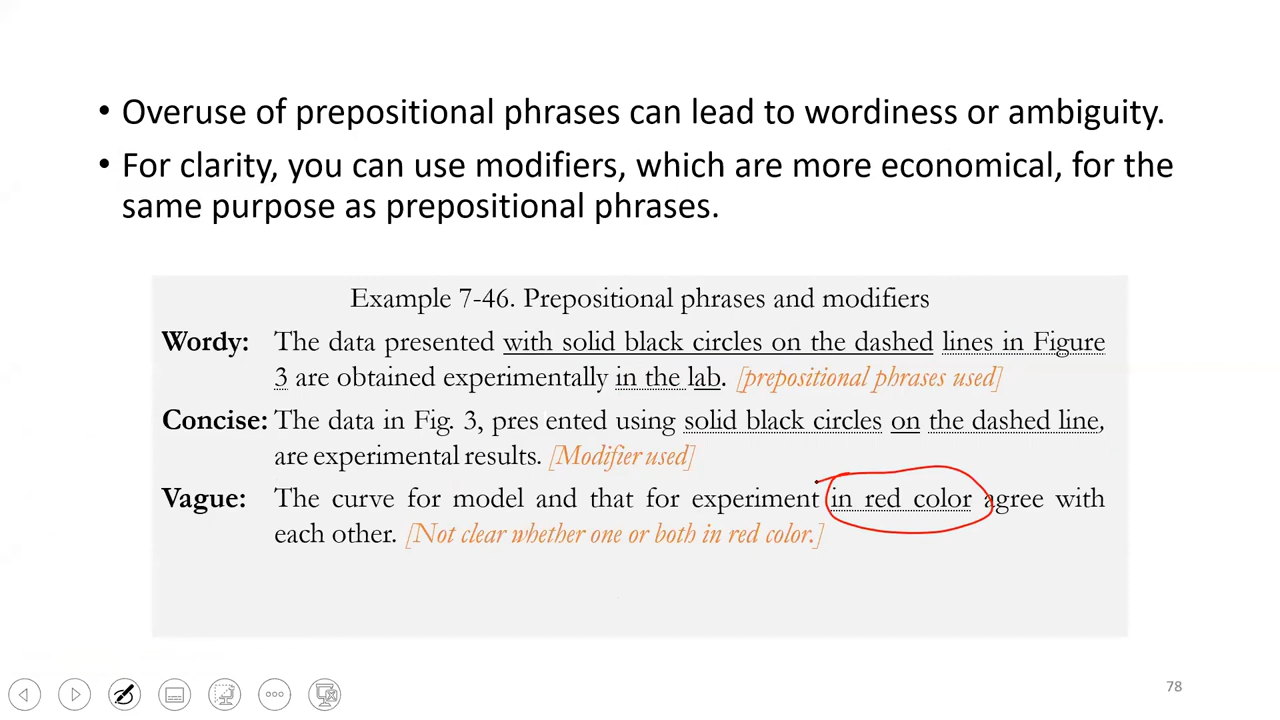 • Overuse of prepositional phrases can lead to wordiness or ambiguity.
• For clarity, you can use modifiers, which are more economical, for the
same purpose as prepositional phrases.
Example 7-46. Prepositional phrases and modifiers
Wordy: The data presented with solid black circles on the dashed lines in Figure
3 are obtained experimentally in the lab. [prepositional phrases used]
Concise: The data in Fig. 3, pres ented using solid black circles on the dashed line,
are experimental results. [Modifier used]
Vague: The curve for model and that for experiment in red color agree with
each other. [Not clear whether one or both in red color.]
78